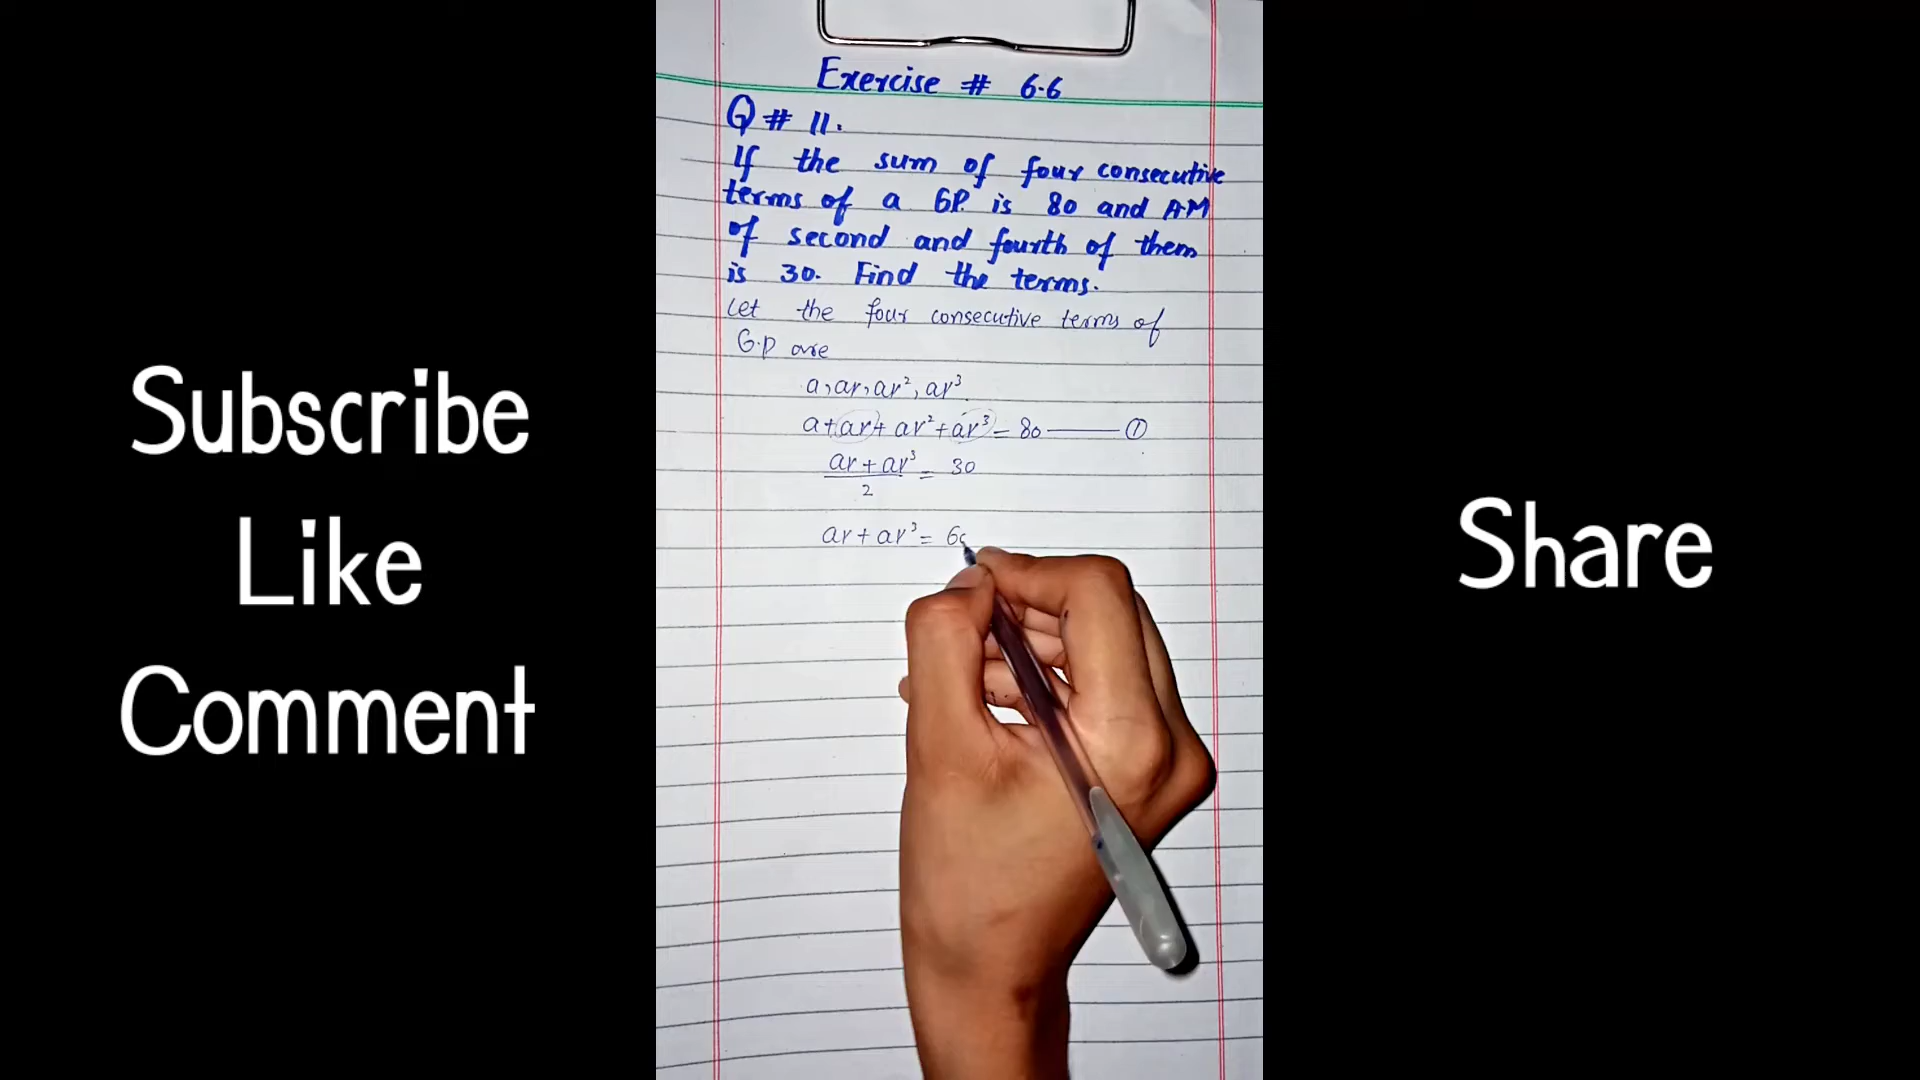 Subscribe
Like
Comment
Exercise # 6.6
Q # 11.
If the sum of four consecutive
terms of a G.P. is 80 and A.M
of second and fourth of them
is 30. Find the terms.
Let the four consecutive terms of
G.P are
a, ar, ar², ar³
a+ar+ar²+ar³ = 80 —— ①
ar + ar³ = 30
2
ar + ar³ = 60
Share